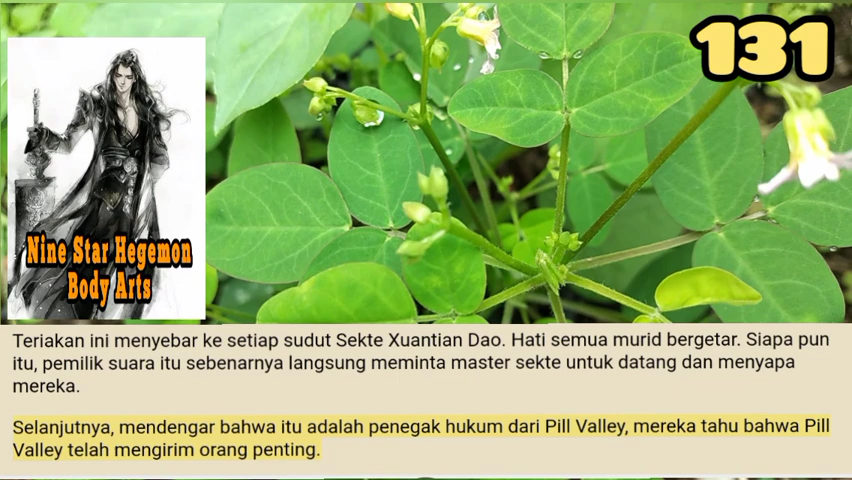 131
Nine Star Hegemon
Body Arts
Teriakan ini menyebar ke setiap sudut Sekte Xuantian Dao. Hati semua murid bergetar. Siapa pun
itu, pemilik suara itu sebenarnya langsung meminta master sekte untuk datang dan menyapa
mereka.
Selanjutnya, mendengar bahwa itu adalah penegak hukum dari Pill Valley, mereka tahu bahwa Pill
Valley telah mengirim orang penting.